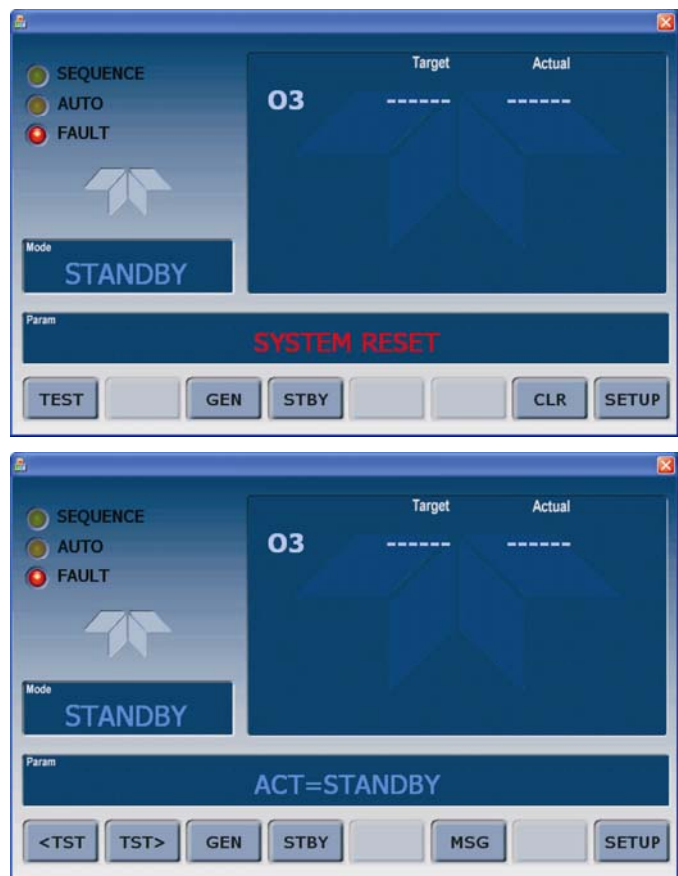 Target Actual
SEQUENCE
O3 ------ ------
AUTO
FAULT
Mode
STANDBY
Param
SYSTEM RESET
TEST GEN STBY CLR SETUP
Target Actual
SEQUENCE
O3 ------ ------
AUTO
FAULT
Mode
STANDBY
Param
ACT=STANDBY
<TST TST> GEN STBY MSG SETUP